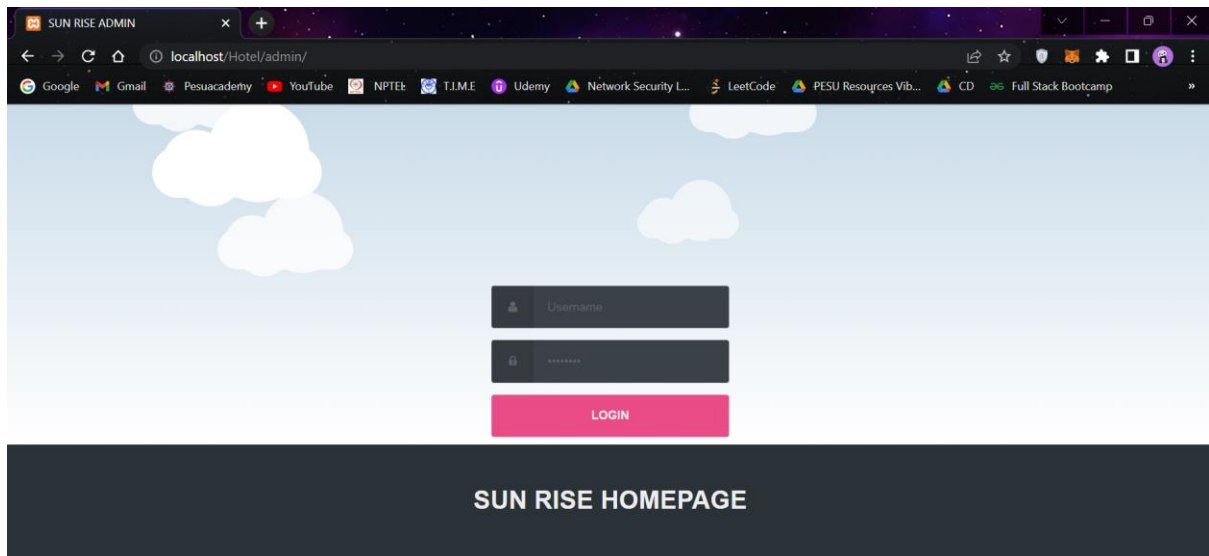 SUN RISE ADMIN
localhost/Hotel/admin/
Google Gmail Pesuacademy YouTube NPTEL T.I.M.E Udemy Network Security L... LeetCode PESU Resources Vib... CD Full Stack Bootcamp »
Username
LOGIN
SUN RISE HOMEPAGE